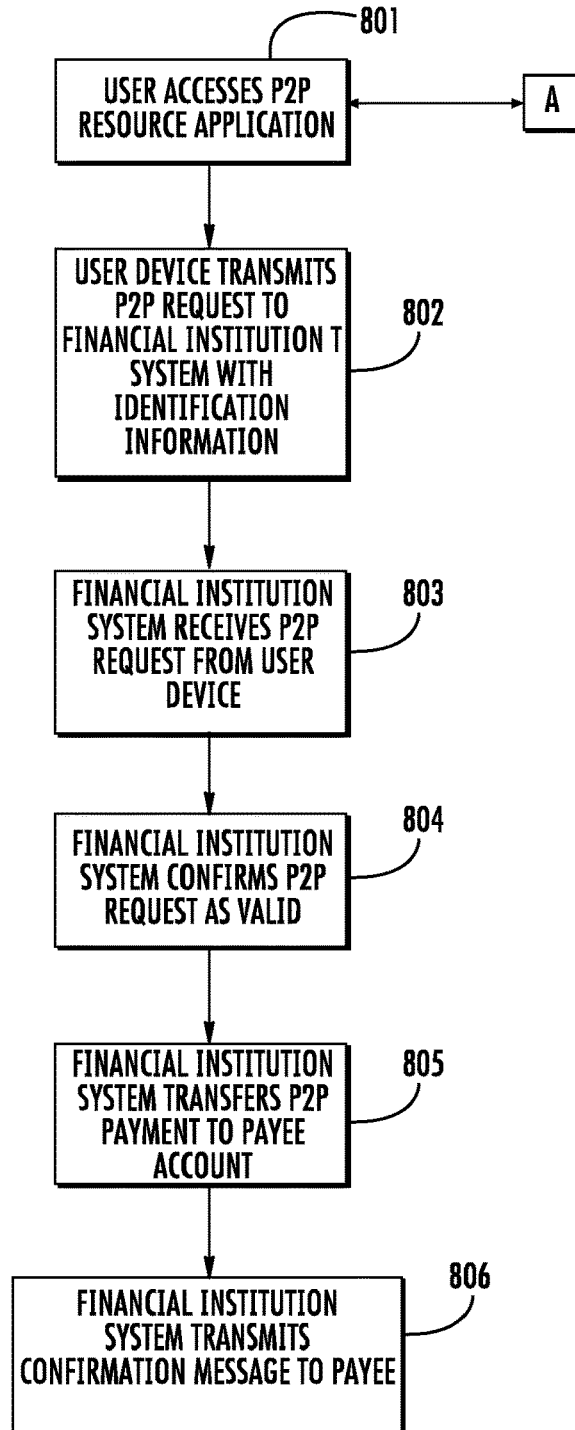 801
USER ACCESSES P2P
RESOURCE APPLICATION
A
USER DEVICE TRANSMITS
P2P REQUEST TO
FINANCIAL INSTITUTION T
SYSTEM WITH
IDENTIFICATION
INFORMATION
802
FINANCIAL INSTITUTION
SYSTEM RECEIVES P2P
REQUEST FROM USER
DEVICE
803
FINANCIAL INSTITUTION
SYSTEM CONFIRMS P2P
REQUEST AS VALID
804
FINANCIAL INSTITUTION
SYSTEM TRANSFERS P2P
PAYMENT TO PAYEE
ACCOUNT
805
FINANCIAL INSTITUTION
SYSTEM TRANSMITS
CONFIRMATION MESSAGE TO PAYEE
806